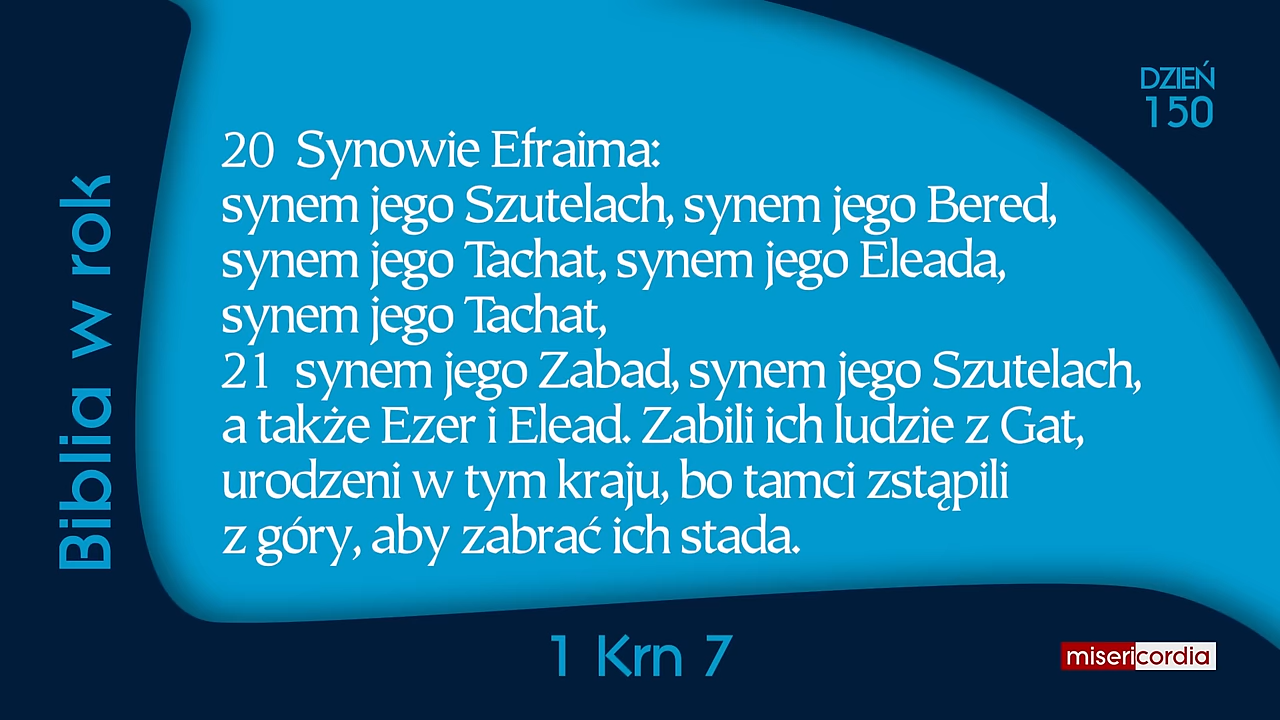 DZIEŃ
150
Biblia w rok
20 Synowie Efraima:
synem jego Szutelach, synem jego Bered,
synem jego Tachat, synem jego Eleada,
synem jego Tachat,
21 synem jego Zabad, synem jego Szutelach,
a także Ezer i Elead. Zabili ich ludzie z Gat,
urodzeni w tym kraju, bo tamci zstąpili
z góry, aby zabrać ich stada.
1 Krn 7
misericordia